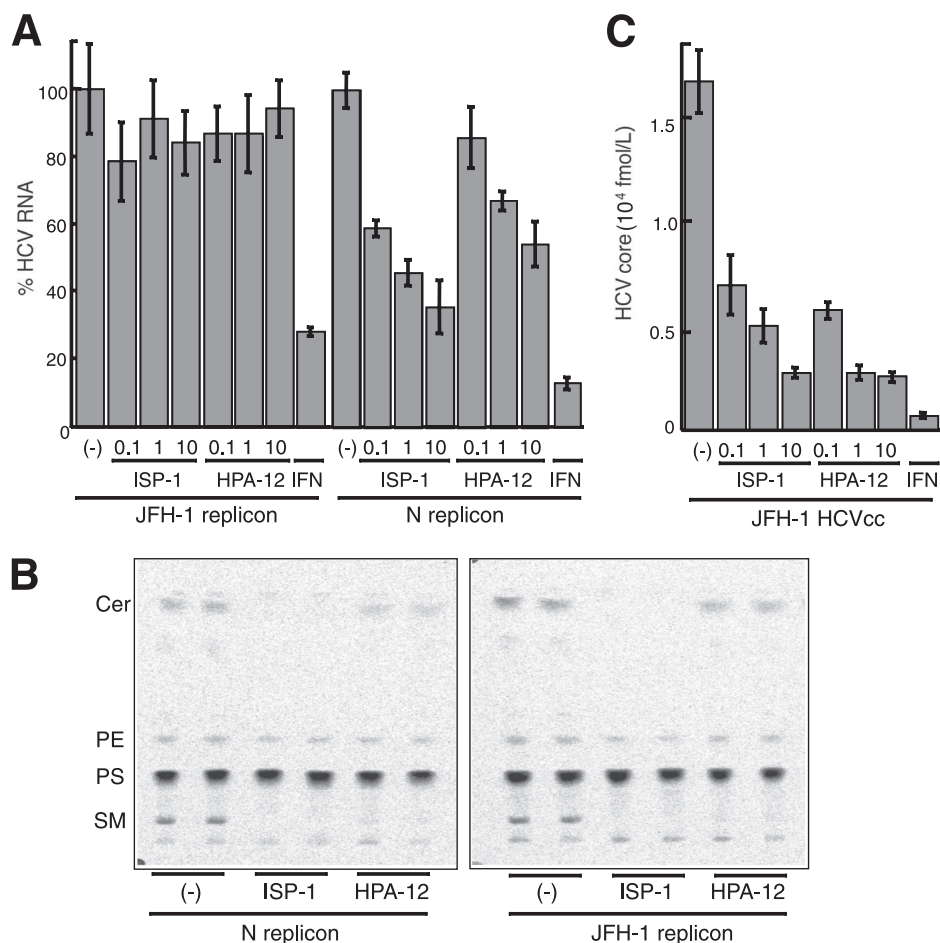 A
% HCV RNA
100
80
60
40
20
0
(-) 0.1 1 10 0.1 1 10 0.1 1 10 0.1 1 10
ISP-1 HPA-12 IFN ISP-1 HPA-12 IFN
JFH-1 replicon N replicon
C
HCV core (10⁴ fmol/L)
1.5
1.0
0.5
0
(-) 0.1 1 10 0.1 1 10
ISP-1 HPA-12 IFN
JFH-1 HCVcc
B
Cer
PE
PS
SM
(-) ISP-1 HPA-12 (-) ISP-1 HPA-12
N replicon JFH-1 replicon